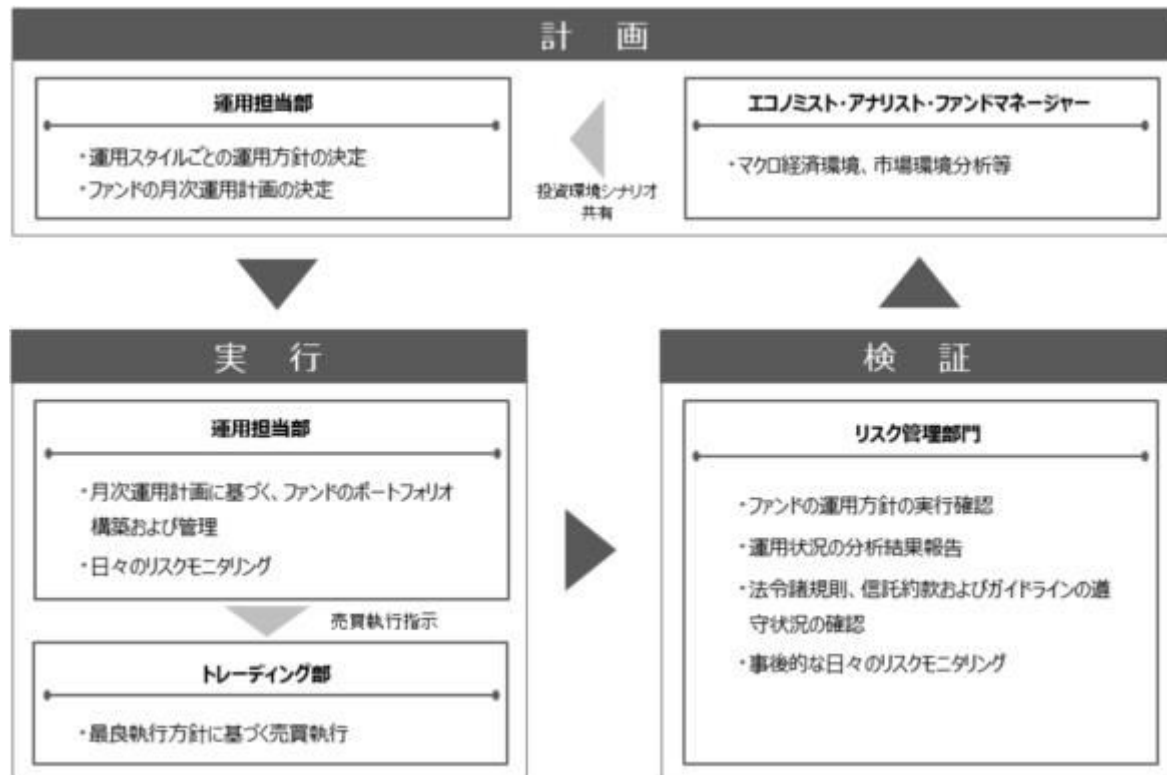 計 画
運用担当部
・運用スタイルごとの運用方針の決定
・ファンドの月次運用計画の決定
投資環境シナリオ
共有
エコノミスト・アナリスト・ファンドマネージャー
・マクロ経済環境、市場環境分析等
実 行
運用担当部
・月次運用計画に基づく、ファンドのポートフォリオ
構築および管理
・日々のリスクモニタリング
売買執行指示
トレーディング部
・最良執行方針に基づく売買執行
検 証
リスク管理部門
・ファンドの運用方針の実行確認
・運用状況の分析結果報告
・法令諸規則、信託約款およびガイドラインの遵
守状況の確認
・事後的な日々のリスクモニタリング